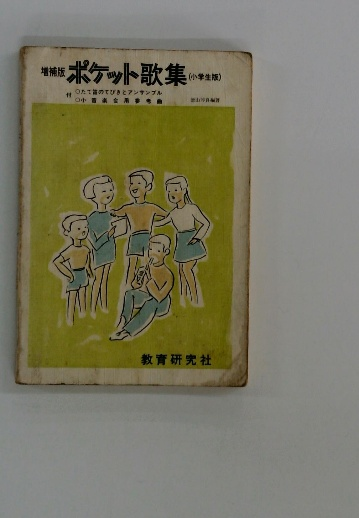 増補版 ポケット歌集(小学生版)
付 ○たて笛のてびきとアンサンブル
○小音楽会用参考曲
教育研究社